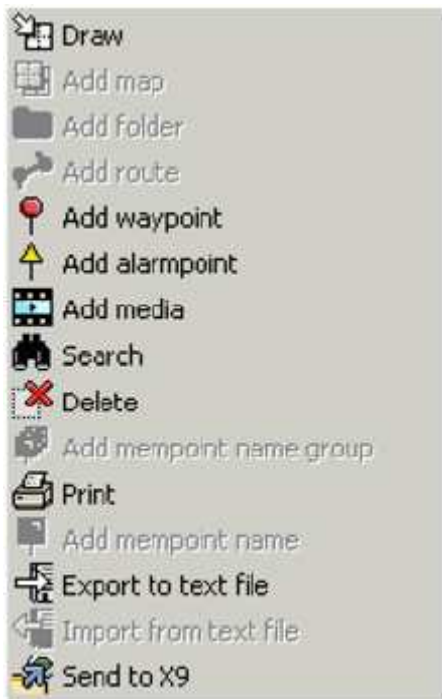 Draw
Add map
Add folder
Add route
Add waypoint
Add alarmpoint
Add media
Search
Delete
Add mempoint name group
Print
Add mempoint name
Export to text file
Import from text file
Send to X9